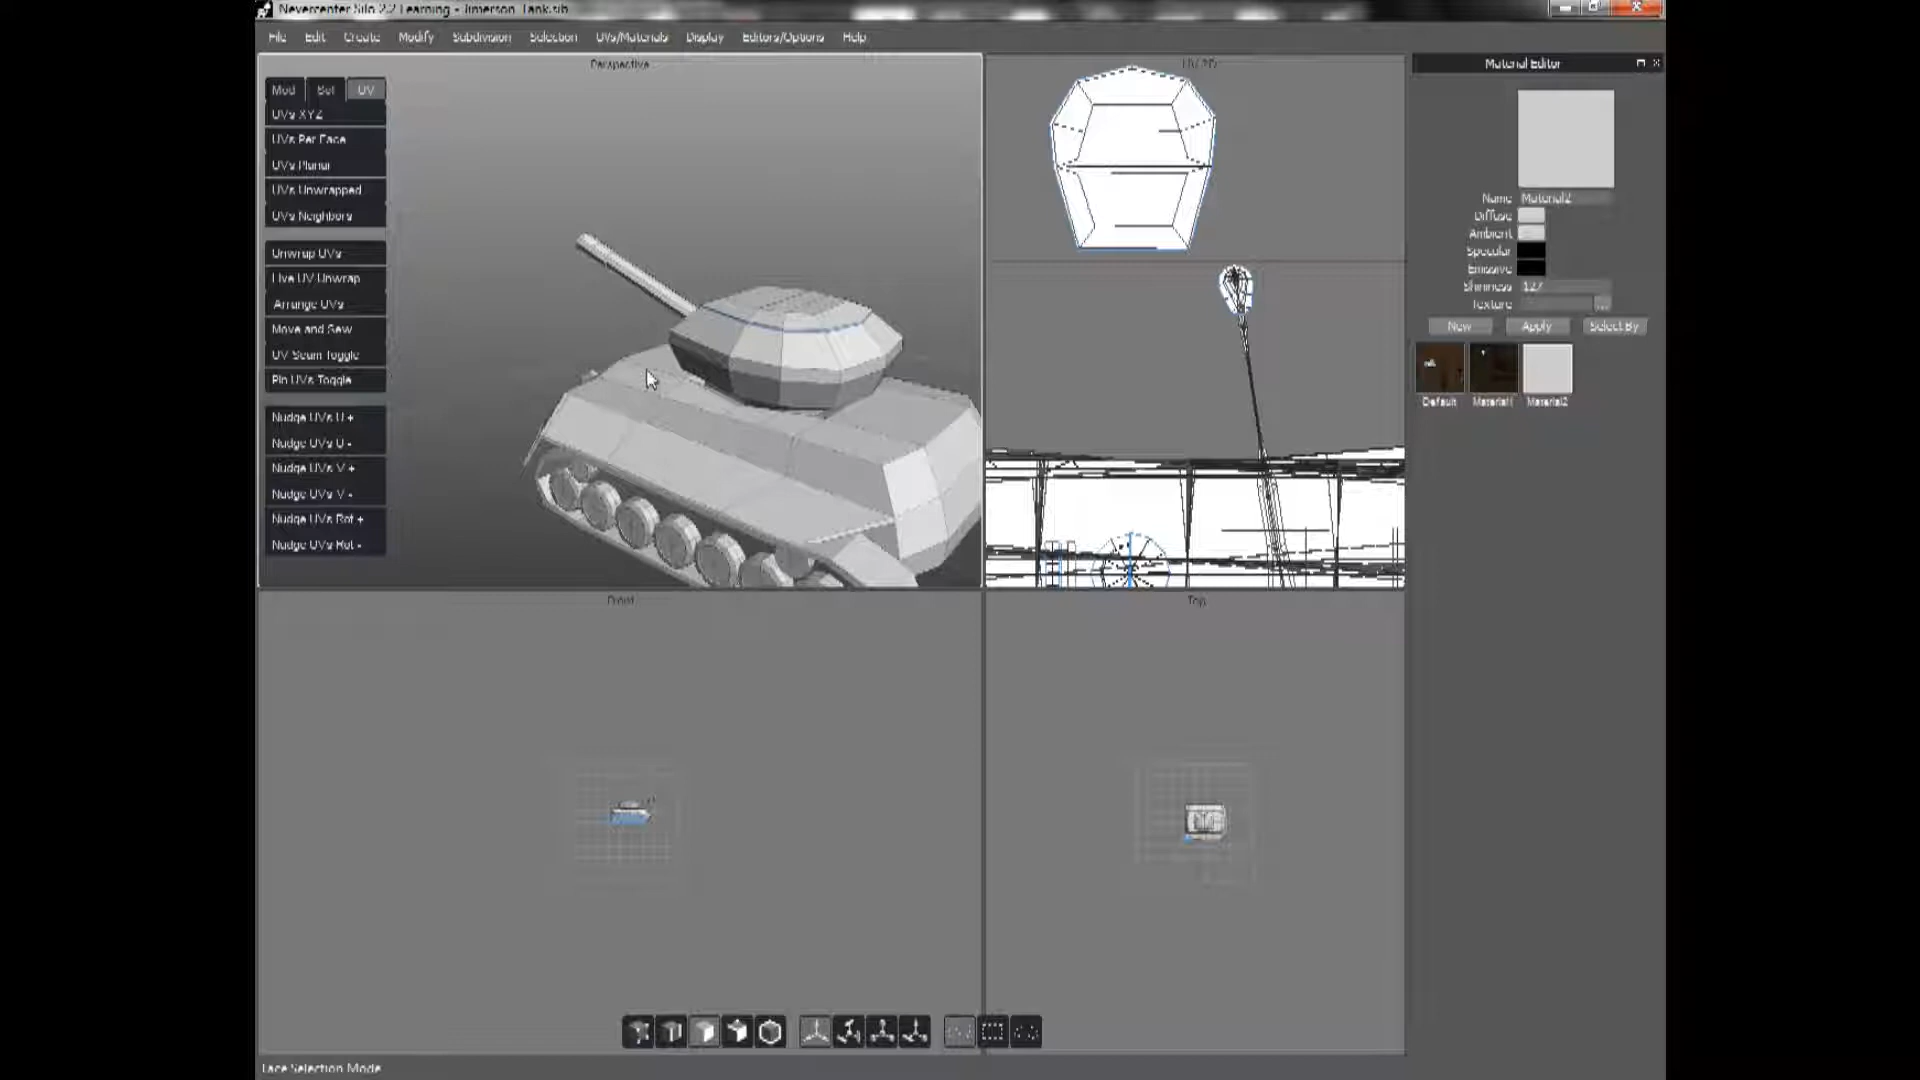 Nevercenter Silo 2.2 Learning - Jimerson_Tank.sib
File Edit Create Modify Subdivision Selection UVs/Materials Display Editors/Options Help
Perspective
UV/2D
Material Editor
Mod Sel UV
UVs XYZ
UVs Per Face
UVs Planar
UVs Unwrapped
UVs Neighbors
Unwrap UVs
Live UV Unwrap
Arrange UVs
Move and Sew
UV Seam Toggle
Pin UVs Toggle
Nudge UVs U +
Nudge UVs U -
Nudge UVs V +
Nudge UVs V -
Nudge UVs Rot +
Nudge UVs Rot -
Name Material2
Diffuse
Ambient
Specular
Emissive
Shininess 127
Texture ...
New Apply Select By
Default Material1 Material2
Front
Top
Face Selection Mode